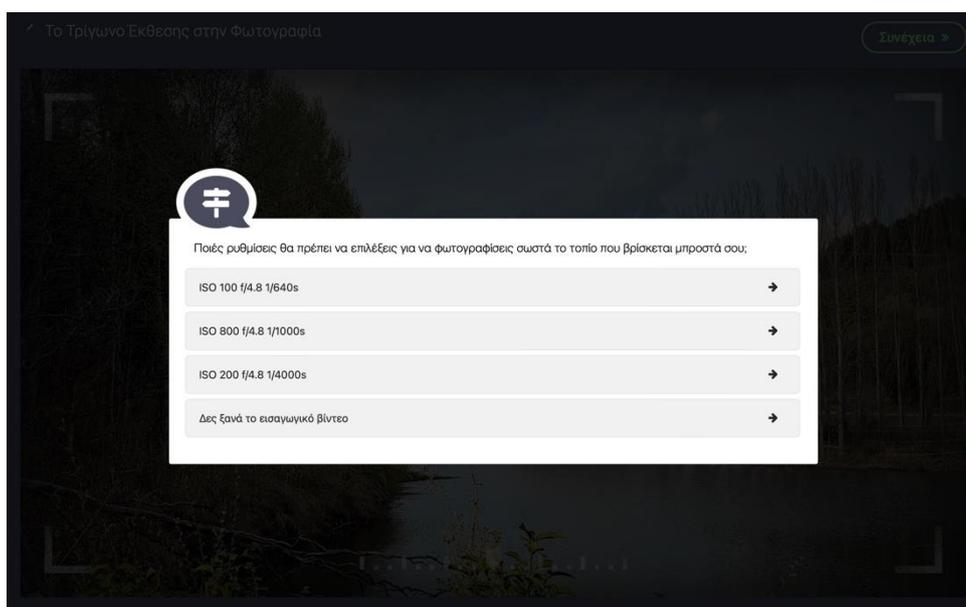 Το Τρίγωνο Έκθεσης στην Φωτογραφία
Συνέχεια »
Ποιές ρυθμίσεις θα πρέπει να επιλέξεις για να φωτογραφίσεις σωστά το τοπίο που βρίσκεται μπροστά σου;
ISO 100 f/4.8 1/640s
ISO 800 f/4.8 1/1000s
ISO 200 f/4.8 1/4000s
Δες ξανά το εισαγωγικό βίντεο